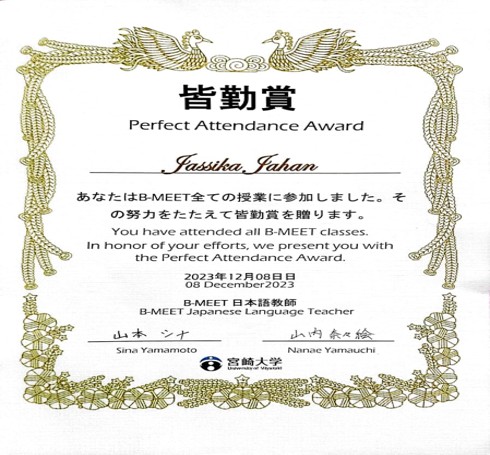 皆勤賞
Perfect Attendance Award
Jassika Jahan
あなたはB-MEET全ての授業に参加しました。そ
の努力をたたえて皆勤賞を贈ります。
You have attended all B-MEET classes.
In honor of your efforts, we present you with
the Perfect Attendance Award.
2023年12月08日日
08 December2023
B-MEET 日本語教師
B-MEET Japanese Language Teacher
山本 シナ 山内 奈々絵
Sina Yamamoto Nanae Yamauchi
宮崎大学
University of Miyazaki